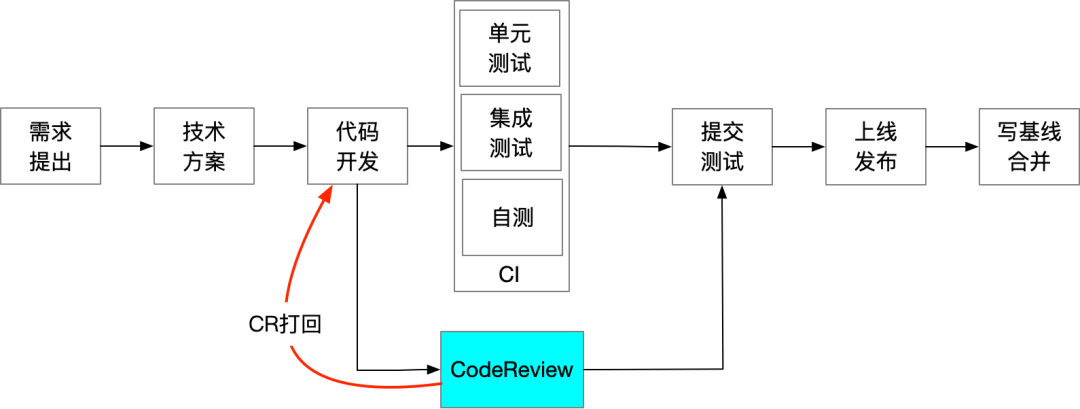 单元
测试
需求
提出
技术
方案
代码
开发
集成
测试
提交
测试
上线
发布
写基线
合并
自测
CI
CR打回
CodeReview